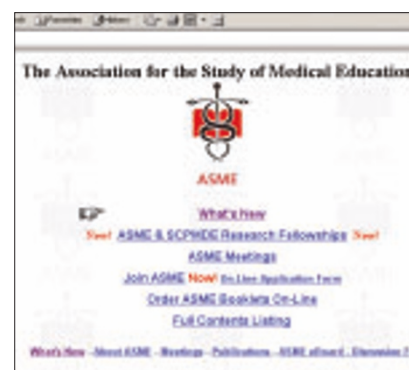 Favorites
The Association for the Study of Medical Education
ASME
What's New
New! ASME & SCPMDE Research Fellowships New!
ASME Meetings
Join ASME Now! On-Line Application Form
Order ASME Booklets On-Line
Full Contents Listing
What's New - About ASME - Meetings - Publications - ASME eBoard - Discussion